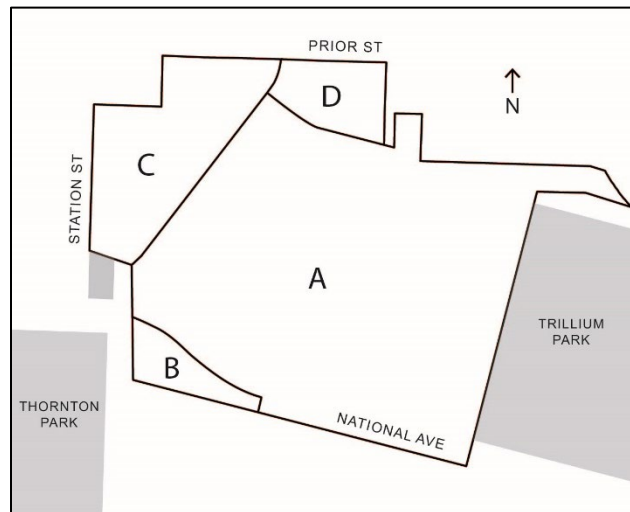 PRIOR ST
D
N
C
STATION ST
A
TRILLIUM
PARK
B
THORNTON
PARK
NATIONAL AVE